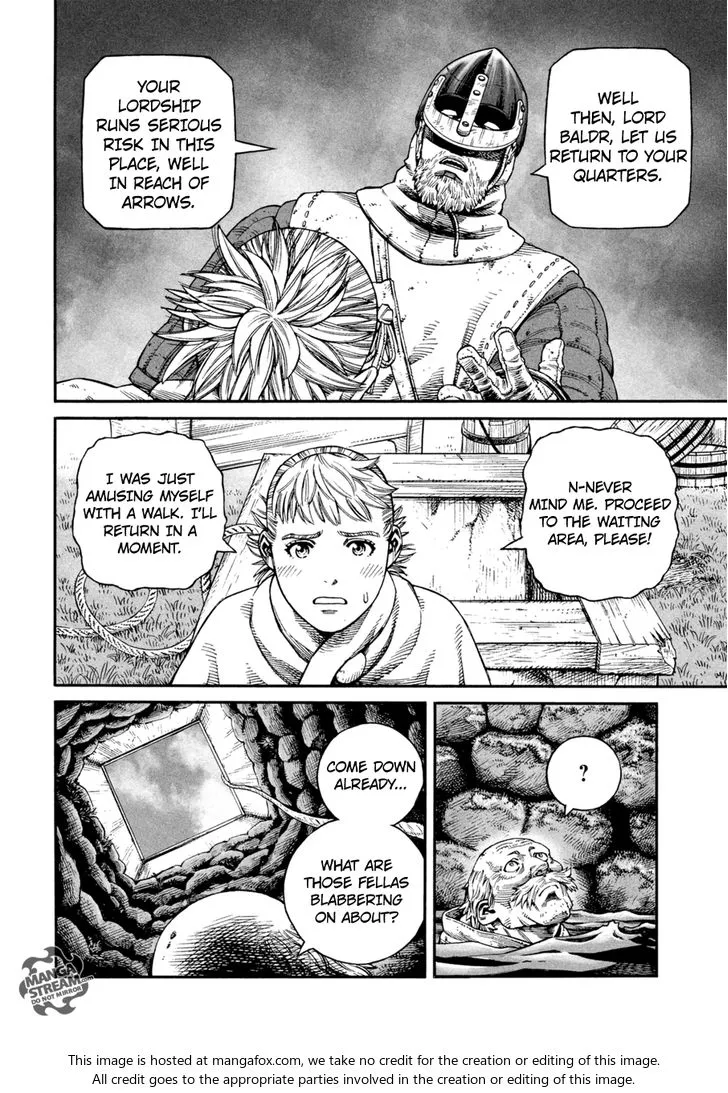 WELL
THEN, LORD
BALDR, LET US
RETURN TO YOUR
QUARTERS.
YOUR
LORDSHIP
RUNS SERIOUS
RISK IN THIS
PLACE, WELL
IN REACH OF
ARROWS.
N-NEVER
MIND ME. PROCEED
TO THE WAITING
AREA, PLEASE!
I WAS JUST
AMUSING MYSELF
WITH A WALK. I'LL
RETURN IN A
MOMENT.
?
COME DOWN
ALREADY...
WHAT ARE
THOSE FELLAS
BLABBERING
ON ABOUT?
MANGA
STREAM.com
DO NOT MIRROR
This image is hosted at mangafox.com, we take no credit for the creation or editing of this image.
All credit goes to the appropriate parties involved in the creation or editing of this image.